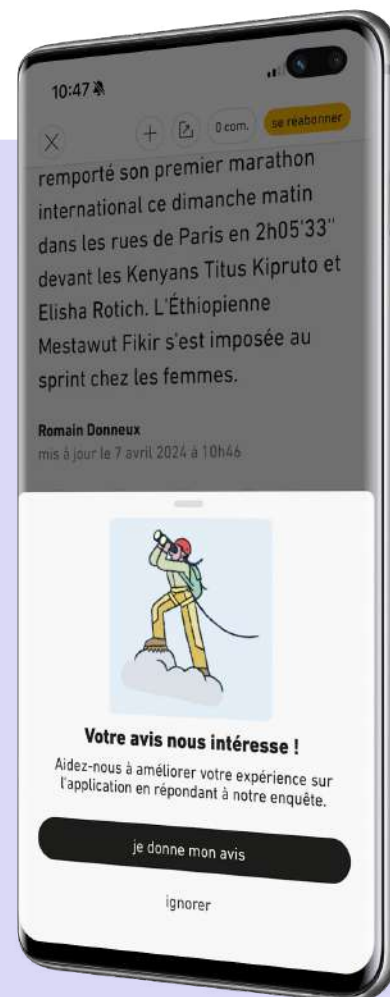 10:47
0 com.
se réabonner
remporté son premier marathon
international ce dimanche matin
dans les rues de Paris en 2h05'33"
devant les Kenyans Titus Kipruto et
Elisha Rotich. L'Éthiopienne
Mestawut Fikir s'est imposée au
sprint chez les femmes.
Romain Donneux
mis à jour le 7 avril 2024 à 10h46
Votre avis nous intéresse !
Aidez-nous à améliorer votre expérience sur
l'application en répondant à notre enquête.
je donne mon avis
ignorer